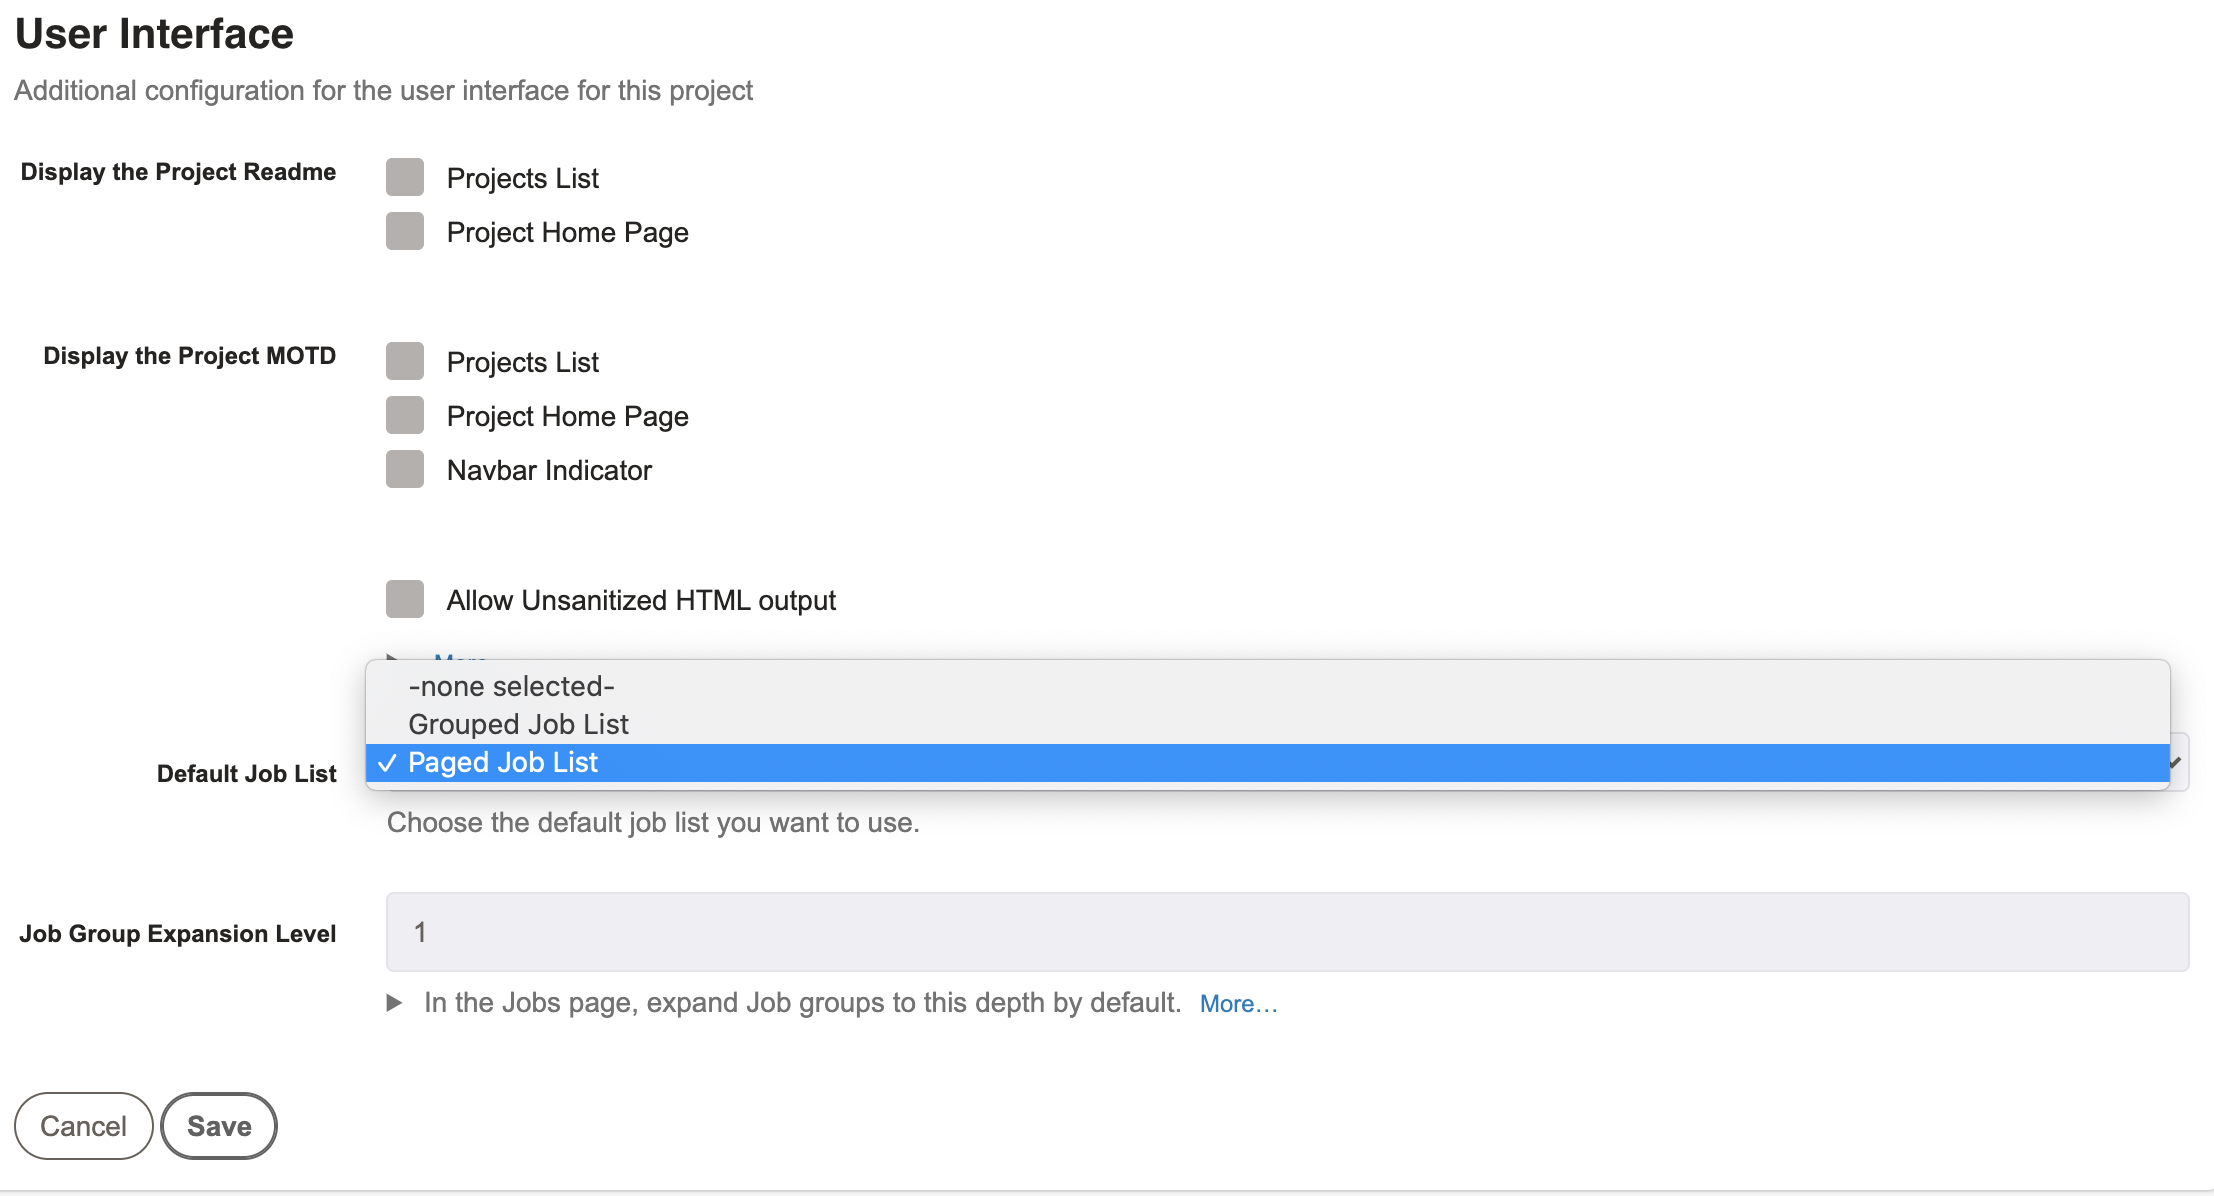 User Interface
Additional configuration for the user interface for this project
Display the Project Readme
Projects List
Project Home Page
Display the Project MOTD
Projects List
Project Home Page
Navbar Indicator
Allow Unsanitized HTML output
-none selected-
Grouped Job List
Default Job List
✓ Paged Job List
Choose the default job list you want to use.
Job Group Expansion Level
1
In the Jobs page, expand Job groups to this depth by default. More...
Cancel
Save